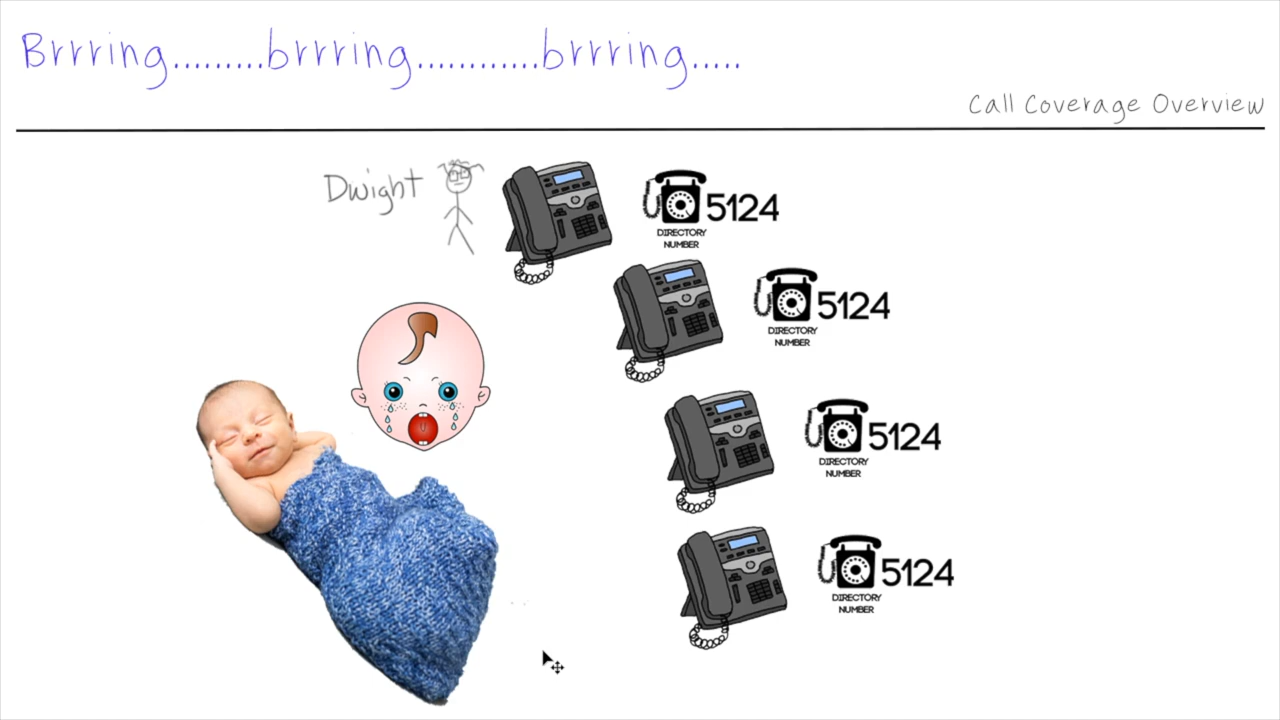 Brrring.........brrring............brrring.....
Call Coverage Overview
Dwight
5124
DIRECTORY
NUMBER
5124
DIRECTORY
NUMBER
5124
DIRECTORY
NUMBER
5124
DIRECTORY
NUMBER